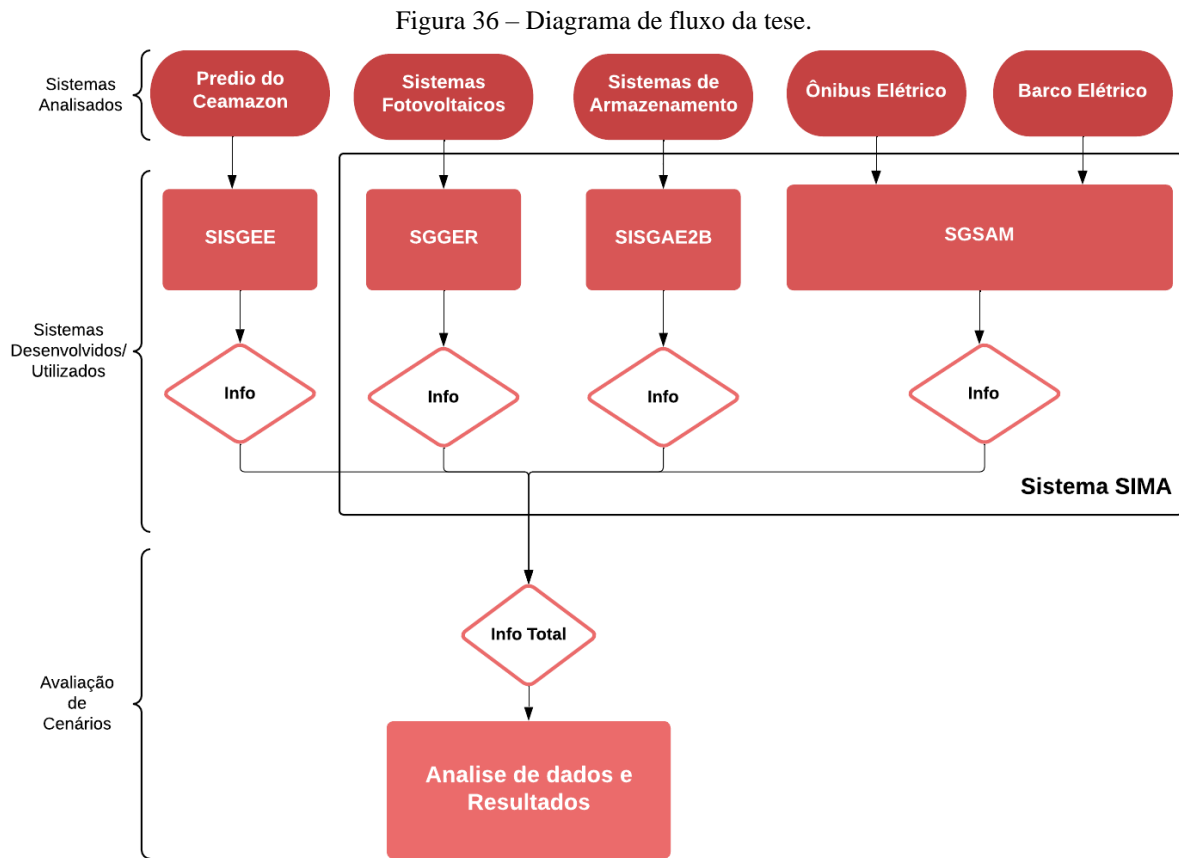 Figura 36 – Diagrama de fluxo da tese.
Sistemas
Analisados
Predio do
Ceamazon
Sistemas
Fotovoltaicos
Sistemas de
Armazenamento
Ônibus Elétrico
Barco Elétrico
Sistemas
Desenvolvidos/
Utilizados
SISGEE
SGGER
SISGAE2B
SGSAM
Info
Info
Info
Info
Sistema SIMA
Avaliação
de
Cenários
Info Total
Analise de dados e
Resultados